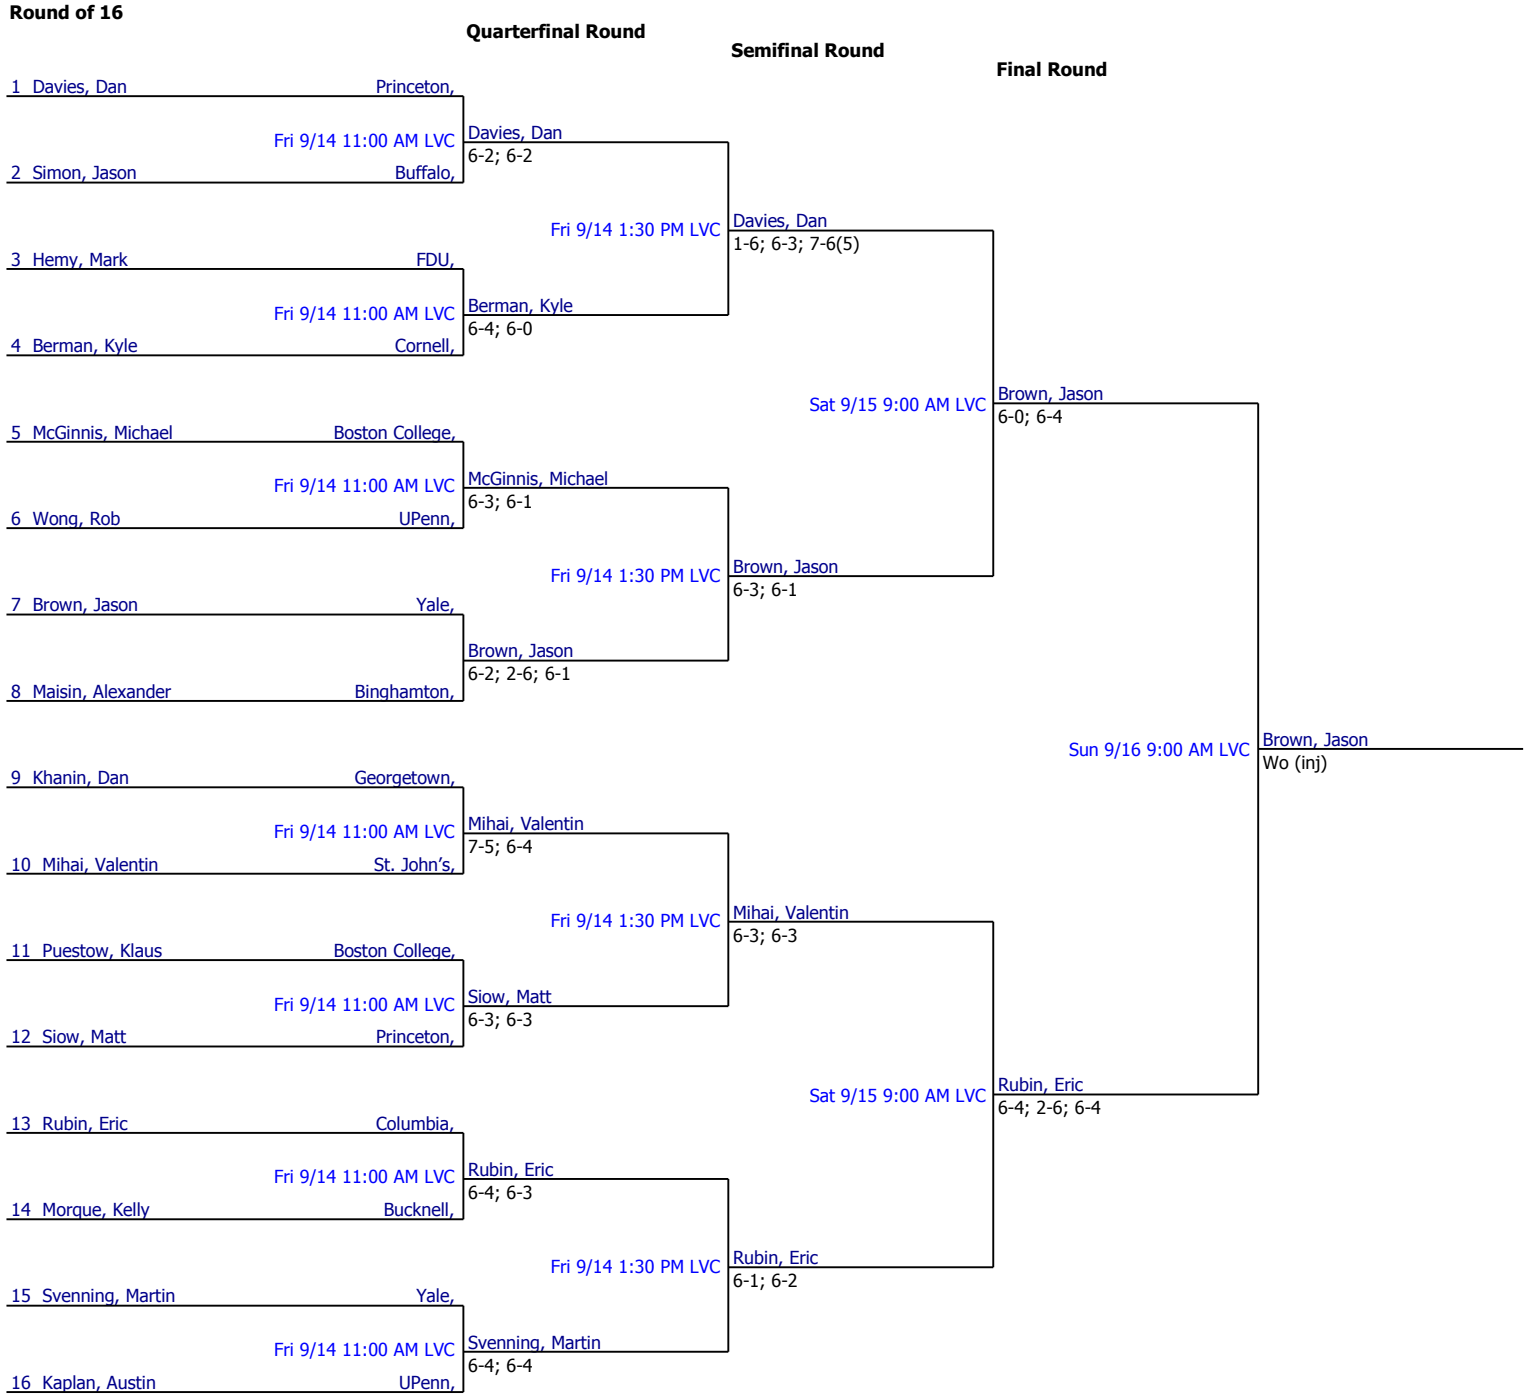 Round of 16
Quarterfinal Round
Semifinal Round
Final Round
1 Davies, Dan Princeton,
Fri 9/14 11:00 AM LVC
2 Simon, Jason Buffalo,
3 Hemy, Mark FDU,
Fri 9/14 11:00 AM LVC
4 Berman, Kyle Cornell,
5 McGinnis, Michael Boston College,
Fri 9/14 11:00 AM LVC
6 Wong, Rob UPenn,
7 Brown, Jason Yale,
8 Maisin, Alexander Binghamton,
9 Khanin, Dan Georgetown,
Fri 9/14 11:00 AM LVC
10 Mihai, Valentin St. John's,
11 Puestow, Klaus Boston College,
Fri 9/14 11:00 AM LVC
12 Siow, Matt Princeton,
13 Rubin, Eric Columbia,
Fri 9/14 11:00 AM LVC
14 Morque, Kelly Bucknell,
15 Svenning, Martin Yale,
Fri 9/14 11:00 AM LVC
16 Kaplan, Austin UPenn,
Davies, Dan
6-2; 6-2
Fri 9/14 1:30 PM LVC
Berman, Kyle
6-4; 6-0
McGinnis, Michael
6-3; 6-1
Fri 9/14 1:30 PM LVC
Brown, Jason
6-2; 2-6; 6-1
Mihai, Valentin
7-5; 6-4
Fri 9/14 1:30 PM LVC
Siow, Matt
6-3; 6-3
Rubin, Eric
6-4; 6-3
Fri 9/14 1:30 PM LVC
Svenning, Martin
6-4; 6-4
Davies, Dan
1-6; 6-3; 7-6(5)
Sat 9/15 9:00 AM LVC
Brown, Jason
6-3; 6-1
Mihai, Valentin
6-3; 6-3
Sat 9/15 9:00 AM LVC
Rubin, Eric
6-1; 6-2
Brown, Jason
6-0; 6-4
Sun 9/16 9:00 AM LVC
Rubin, Eric
6-4; 2-6; 6-4
Brown, Jason
Wo (inj)